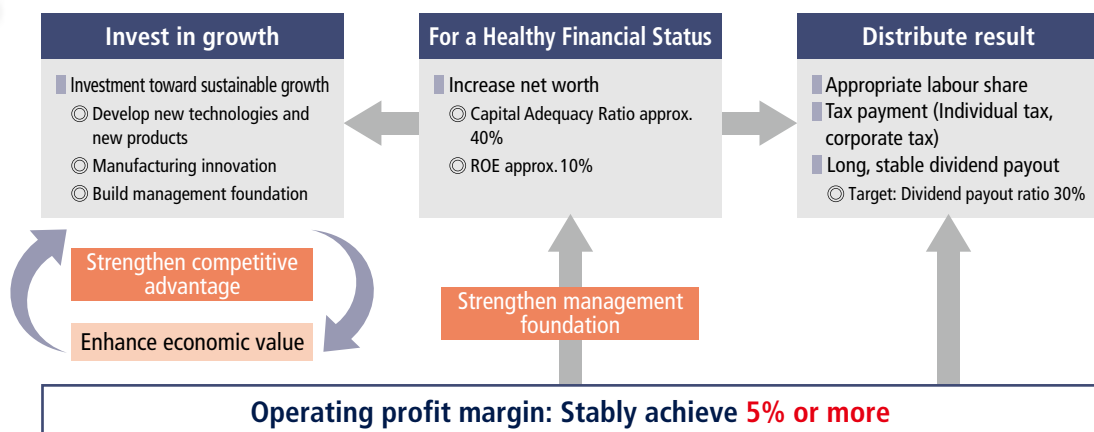 Invest in growth
Investment toward sustainable growth
◎ Develop new technologies and
new products
◎ Manufacturing innovation
◎ Build management foundation
Strengthen competitive
advantage
Enhance economic value
For a Healthy Financial Status
Increase net worth
◎ Capital Adequacy Ratio approx.
40%
◎ ROE approx. 10%
Strengthen management
foundation
Distribute result
Appropriate labour share
Tax payment (Individual tax,
corporate tax)
Long, stable dividend payout
◎ Target: Dividend payout ratio 30%
Operating profit margin: Stably achieve 5% or more